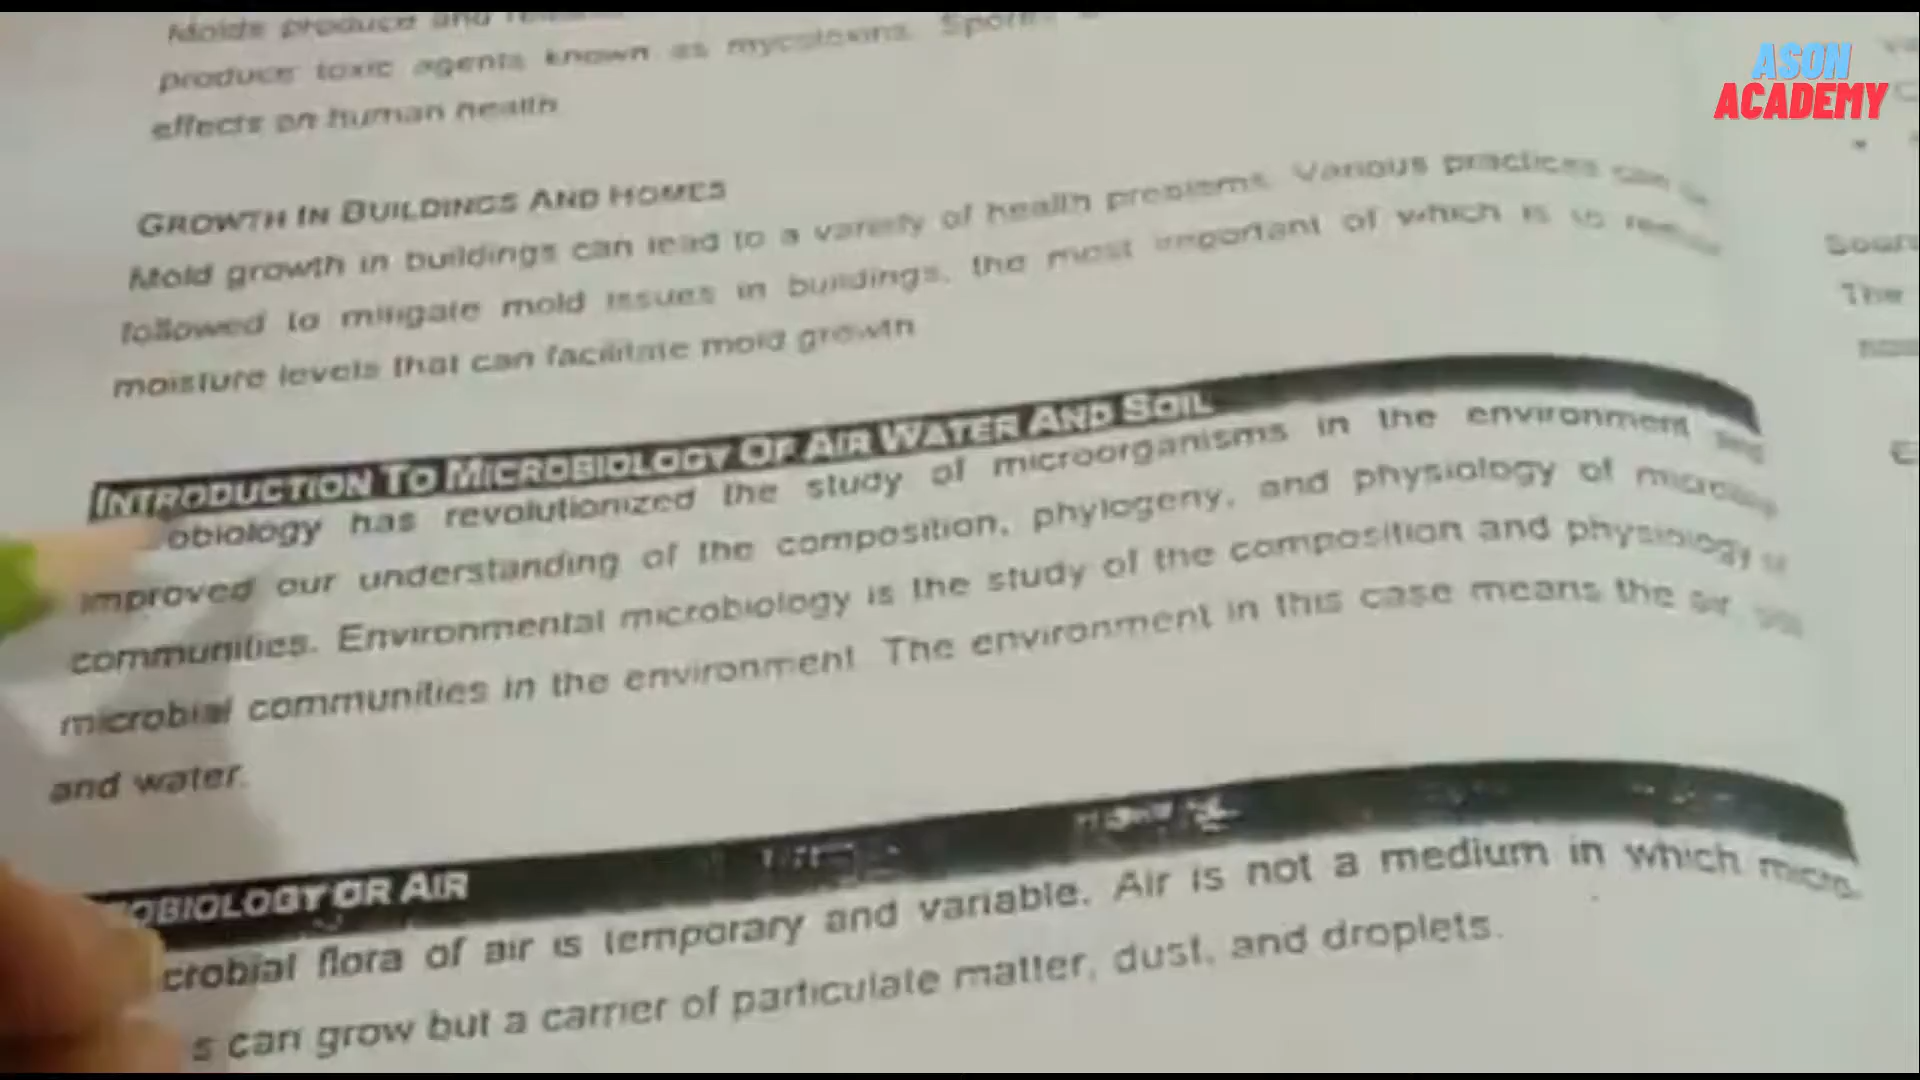 Molds produce and
produce toxic agents known as mycotoxins.
effects on human health
GROWTH IN BUILDINGS AND HOMES
Mold growth in buildings can lead to a variety of health problems. Various practices can
followed to mitigate mold issues in buildings, the most important of which is to
moisture levels that can facilitate mold growth
INTRODUCTION TO MICROBIOLOGY OF AIR WATER AND SOIL
obiology has revolutionized the study of microorganisms in the environment
improved our understanding of the composition, phylogeny, and physiology of
communities. Environmental microbiology is the study of the composition and physiology
microbial communities in the environment. The environment in this case means the air,
and water.
OBIOLOGY OR AIR
crobial flora of air is temporary and variable. Air is not a medium in which micro
s can grow but a carrier of particulate matter, dust, and droplets.
ASON
ACADEMY
The